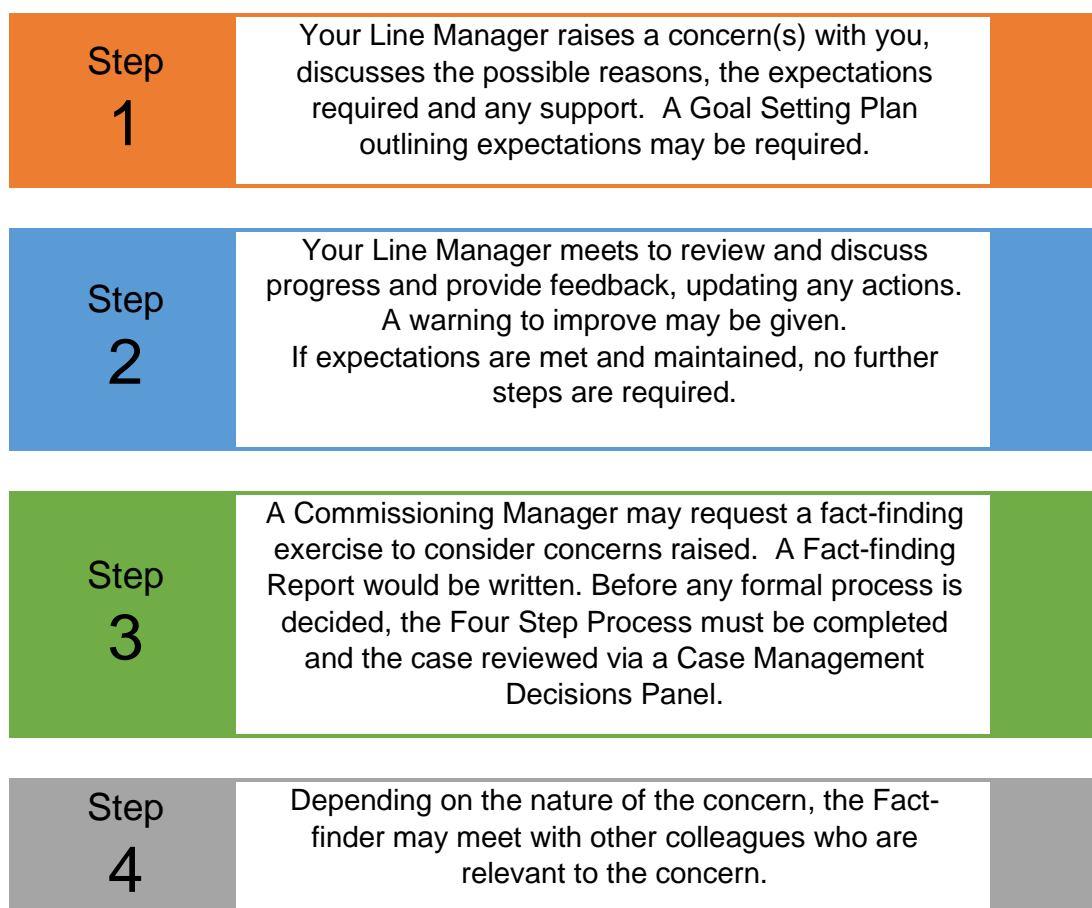 Step
1
Your Line Manager raises a concern(s) with you,
discusses the possible reasons, the expectations
required and any support.  A Goal Setting Plan
outlining expectations may be required.
Step
2
Your Line Manager meets to review and discuss
progress and provide feedback, updating any actions.
A warning to improve may be given.
If expectations are met and maintained, no further
steps are required.
Step
3
A Commissioning Manager may request a fact-finding
exercise to consider concerns raised.  A Fact-finding
Report would be written. Before any formal process is
decided, the Four Step Process must be completed
and the case reviewed via a Case Management
Decisions Panel.
Step
4
Depending on the nature of the concern, the Fact-
finder may meet with other colleagues who are
relevant to the concern.